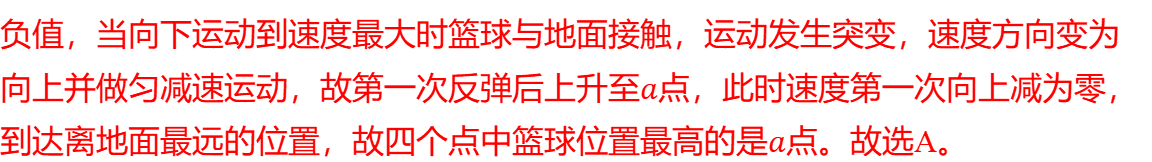 负值，当向下运动到速度最大时篮球与地面接触，运动发生突变，速度方向变为
向上并做匀减速运动，故第一次反弹后上升至a点，此时速度第一次向上减为零，
到达离地面最远的位置，故四个点中篮球位置最高的是a点。故选A。